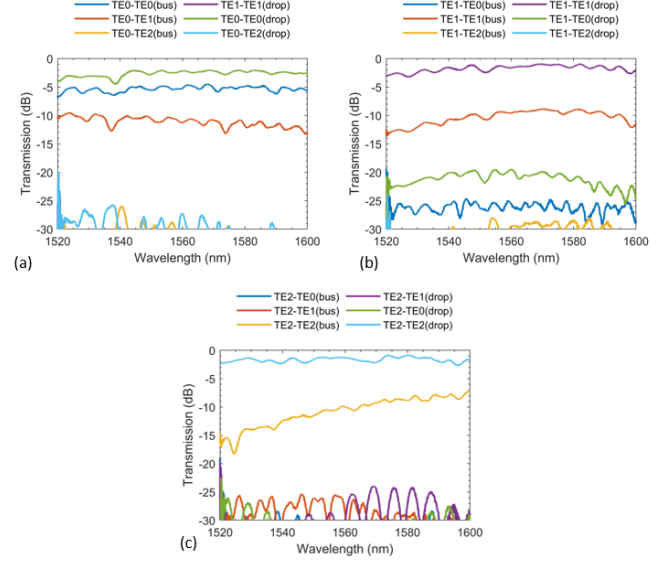 TE0-TE0(bus) TE1-TE1(drop)
TE0-TE1(bus) TE0-TE0(drop)
TE0-TE2(bus) TE0-TE2(drop)
Transmission (dB)
0
-5
-10
-15
-20
-25
-30
1520 1540 1560 1580 1600
Wavelength (nm)
(a)
TE1-TE0(bus) TE1-TE1(drop)
TE1-TE1(bus) TE1-TE0(drop)
TE1-TE2(bus) TE1-TE2(drop)
Transmission (dB)
0
-5
-10
-15
-20
-25
-30
1520 1540 1560 1580 1600
Wavelength (nm)
(b)
TE2-TE0(bus) TE2-TE1(drop)
TE2-TE1(bus) TE2-TE0(drop)
TE2-TE2(bus) TE2-TE2(drop)
Transmission (dB)
0
-5
-10
-15
-20
-25
-30
1520 1540 1560 1580 1600
Wavelength (nm)
(c)